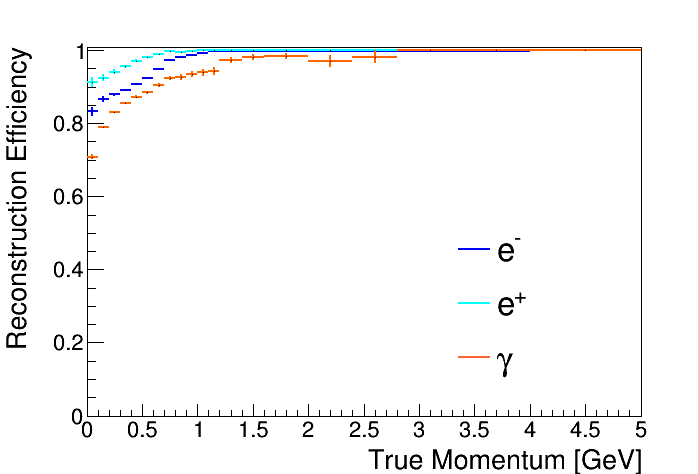 Reconstruction Efficiency
1
0.8
0.6
0.4
0.2
0
0 0.5 1 1.5 2 2.5 3 3.5 4 4.5 5
True Momentum [GeV]
e⁻
e⁺
γ